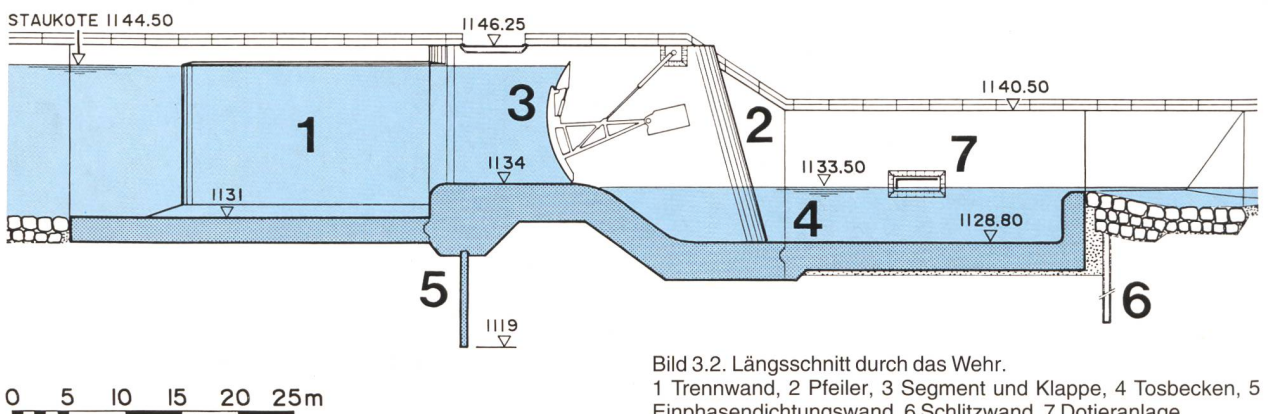 STAUKOTE 1144.50
1146.25
1140.50
3
2
1
7
1134
1133.50
1131
4
1128.80
5
6
1119
0 5 10 15 20 25m
Bild 3.2. Längsschnitt durch das Wehr.
1 Trennwand, 2 Pfeiler, 3 Segment und Klappe, 4 Tosbecken, 5
Einphasendichtungswand, 6 Schlitzwand, 7 Dotieranlage